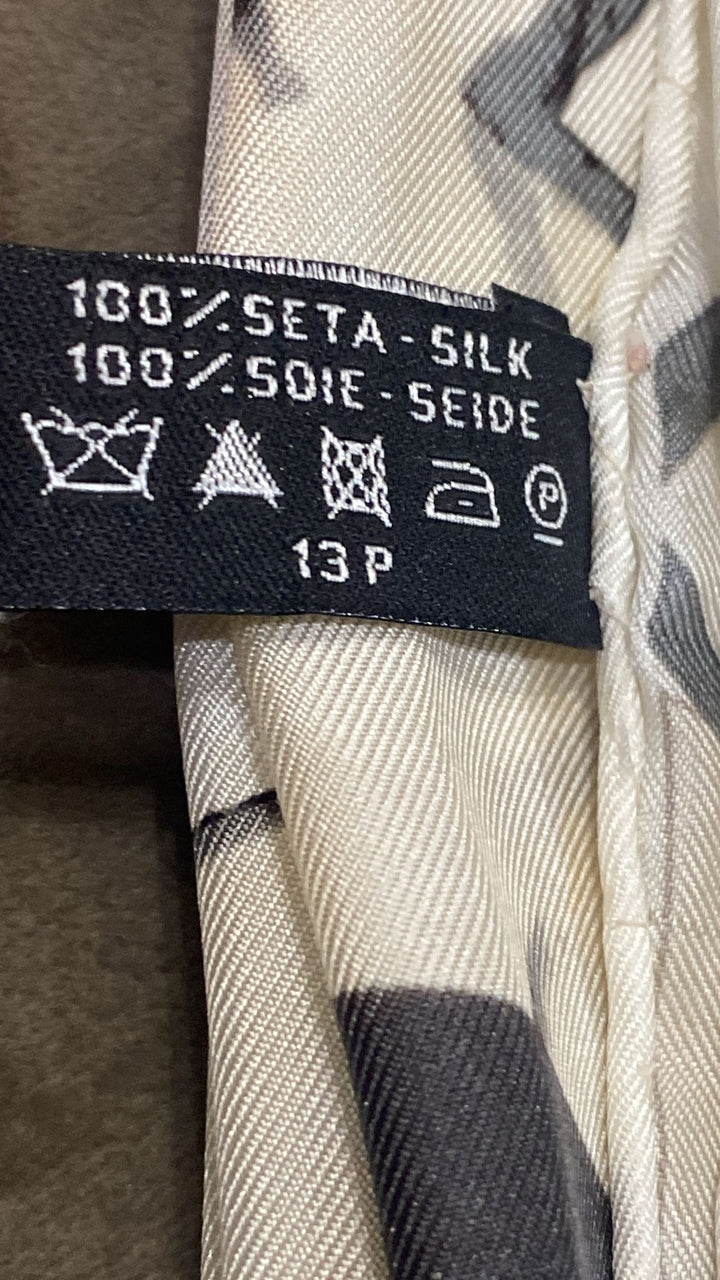 100% SETA - SILK
100% SOIE - SEIDE
P
13 P